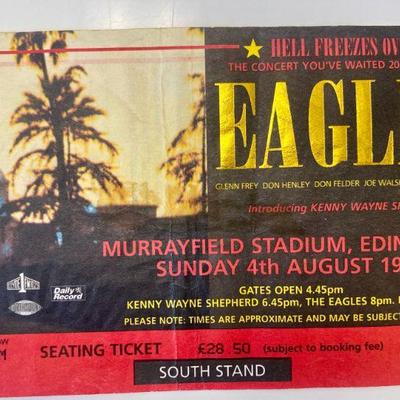 ★ HELL FREEZES OV
THE CONCERT YOU'VE WAITED 20
EAGL
GLENN FREY DON HENLEY DON FELDER JOE WALS
Introducing KENNY WAYNE S
MURRAYFIELD STADIUM, EDIN
SUNDAY 4th AUGUST 19
Daily
Record
GATES OPEN 4.45pm
KENNY WAYNE SHEPHERD 6.45pm, THE EAGLES 8pm.
PLEASE NOTE: TIMES ARE APPROXIMATE AND MAY BE SUBJECT
OW
M
SEATING TICKET £28.50 (subject to booking fee)
SOUTH STAND